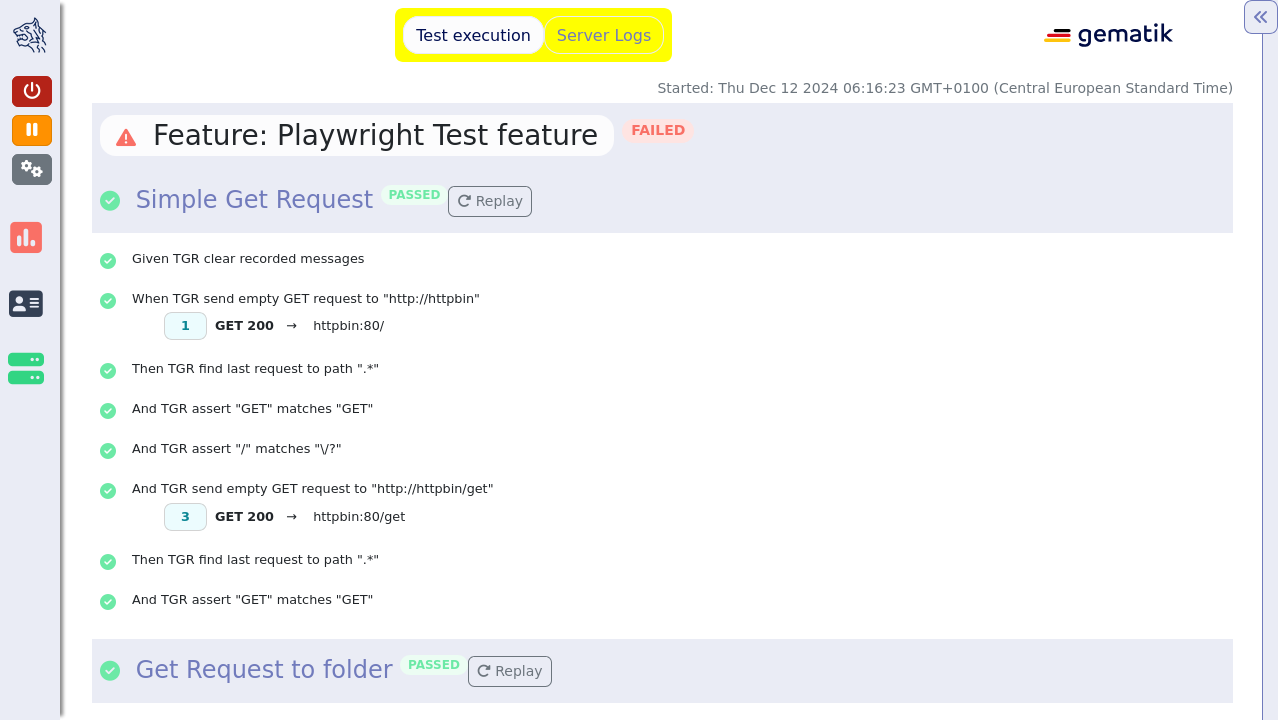 Test execution
Server Logs
gematik
Started: Thu Dec 12 2024 06:16:23 GMT+0100 (Central European Standard Time)
Feature: Playwright Test feature FAILED
Simple Get Request PASSED Replay
Given TGR clear recorded messages
When TGR send empty GET request to "http://httpbin"
1 GET 200 → httpbin:80/
Then TGR find last request to path ".*"
And TGR assert "GET" matches "GET"
And TGR assert "/" matches "\/?"
And TGR send empty GET request to "http://httpbin/get"
3 GET 200 → httpbin:80/get
Then TGR find last request to path ".*"
And TGR assert "GET" matches "GET"
Get Request to folder PASSED Replay